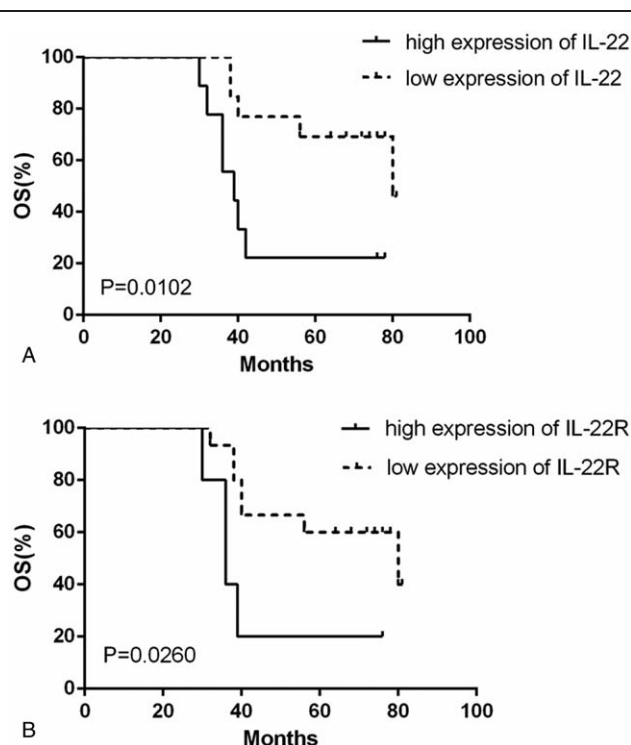 high expression of IL-22
low expression of IL-22
100
80
60
40
20
0
OS(%)
P=0.0102
0 20 40 60 80 100
Months
A
high expression of IL-22R
low expression of IL-22R
100
80
60
40
20
0
OS(%)
P=0.0260
0 20 40 60 80 100
Months
B